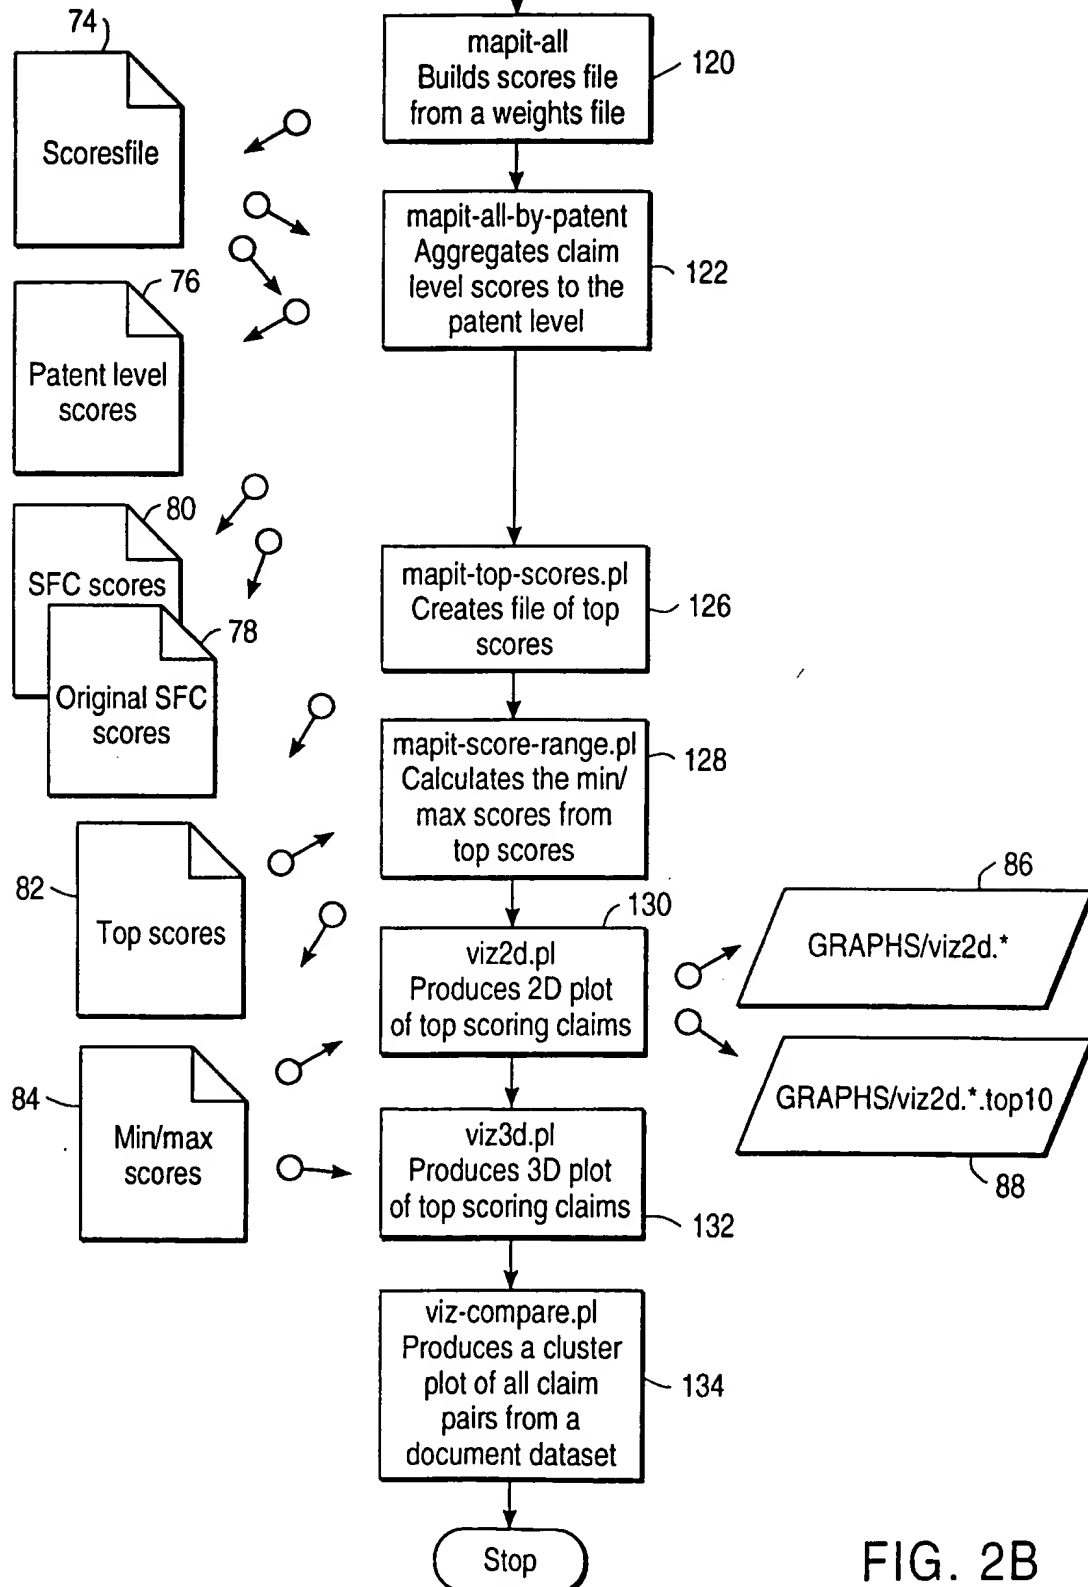 74
Scoresfile
mapit-all
Builds scores file
from a weights file
120
mapit-all-by-patent
Aggregates claim
level scores to the
patent level
122
76
Patent level
scores
80
SFC scores
78
Original SFC
scores
mapit-top-scores.pl
Creates file of top
scores
126
mapit-score-range.pl
Calculates the min/
max scores from
top scores
128
82
Top scores
130
viz2d.pl
Produces 2D plot
of top scoring claims
86
GRAPHS/viz2d.*
GRAPHS/viz2d.*.top10
88
84
Min/max
scores
viz3d.pl
Produces 3D plot
of top scoring claims
132
viz-compare.pl
Produces a cluster
plot of all claim
pairs from a
document dataset
134
Stop
FIG. 2B